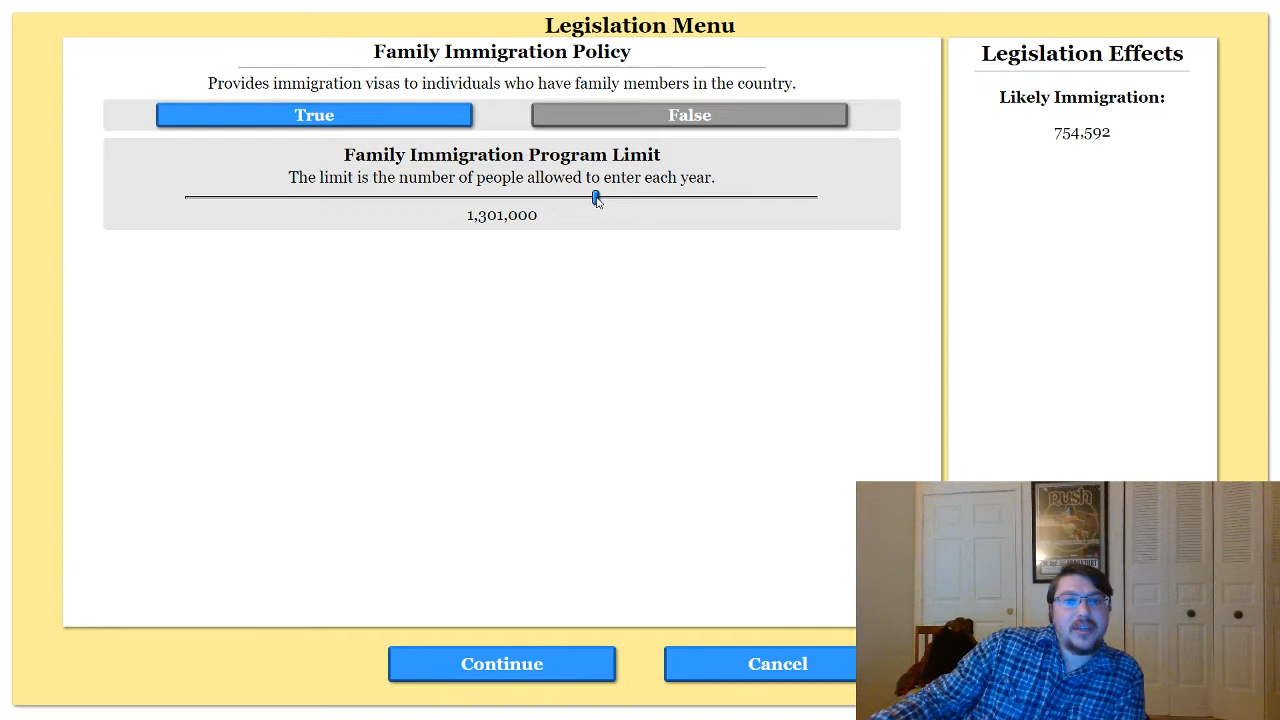 Legislation Menu
Family Immigration Policy
Provides immigration visas to individuals who have family members in the country.
True
False
Family Immigration Program Limit
The limit is the number of people allowed to enter each year.
1,301,000
Legislation Effects
Likely Immigration:
754,592
Continue
Cancel
Rush